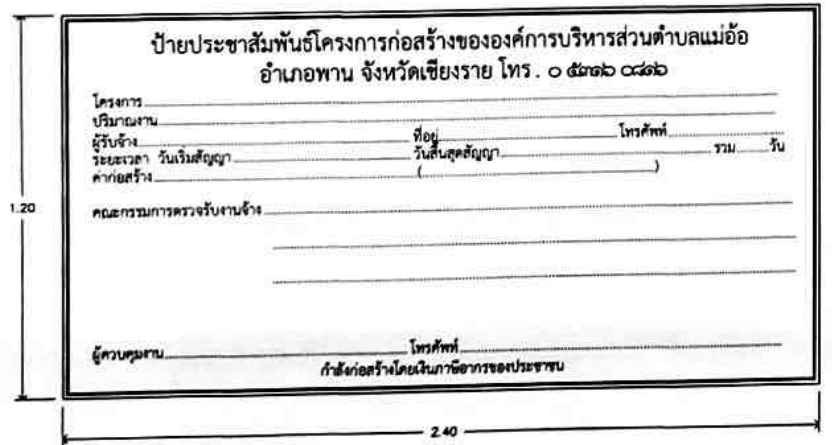 ป้ายประชาสัมพันธ์โครงการก่อสร้างขององค์การบริหารส่วนตำบลแม่อ้อ
อำเภอพาน จังหวัดเชียงราย โทร. ๐ ๕๓๑๖ ๐๘๑๖
โครงการ
ปริมาณงาน
ผู้รับจ้าง ที่อยู่ โทรศัพท์
ระยะเวลา วันเริ่มสัญญา วันสิ้นสุดสัญญา รวม วัน
ค่าก่อสร้าง ( )
1.20
คณะกรรมการตรวจรับงานจ้าง
ผู้ควบคุมงาน โทรศัพท์
กำลังก่อสร้างโดยเงินภาษีอากรของประชาชน
2.40